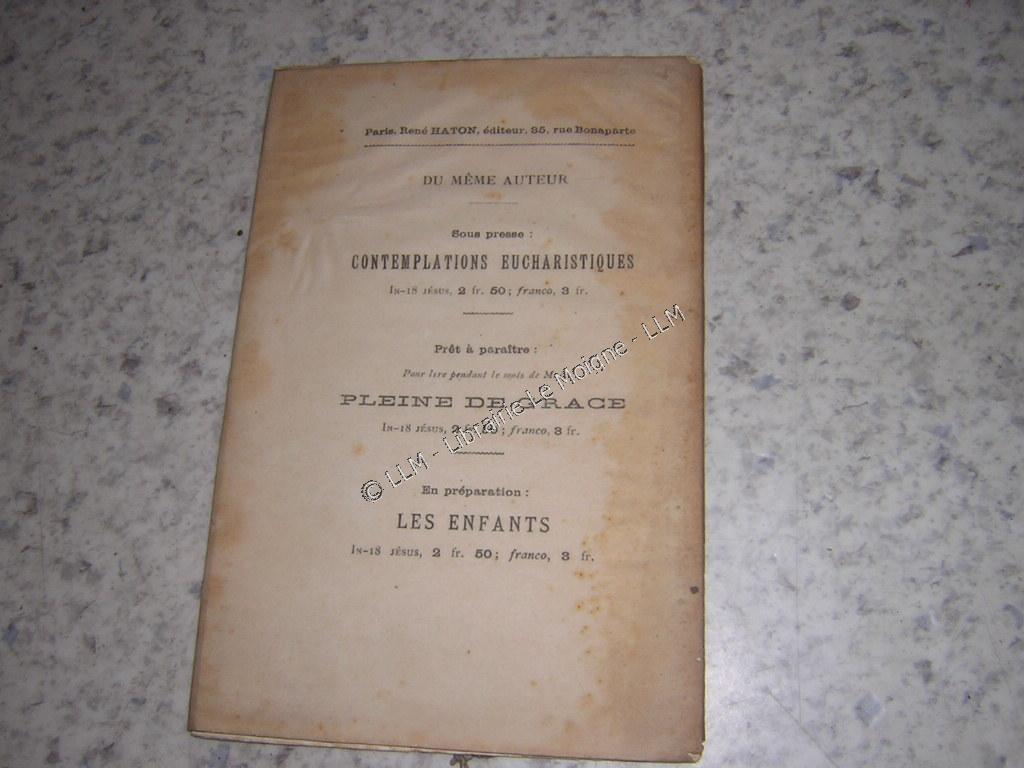 Paris. René HATON, éditeur, 35, rue Bonaparte
DU MÊME AUTEUR
Sous presse :
CONTEMPLATIONS EUCHARISTIQUES
In-18 jésus, 2 fr. 50; franco, 3 fr.
Prêt à paraître :
Pour lire pendant le mois de
PLEINE DE GRACE
In-18 jésus, 2 fr. 50; franco, 3 fr.
En préparation :
LES ENFANTS
In-18 jésus, 2 fr. 50; franco, 3 fr.
© LLM - Librairie Le Moigne - LLM